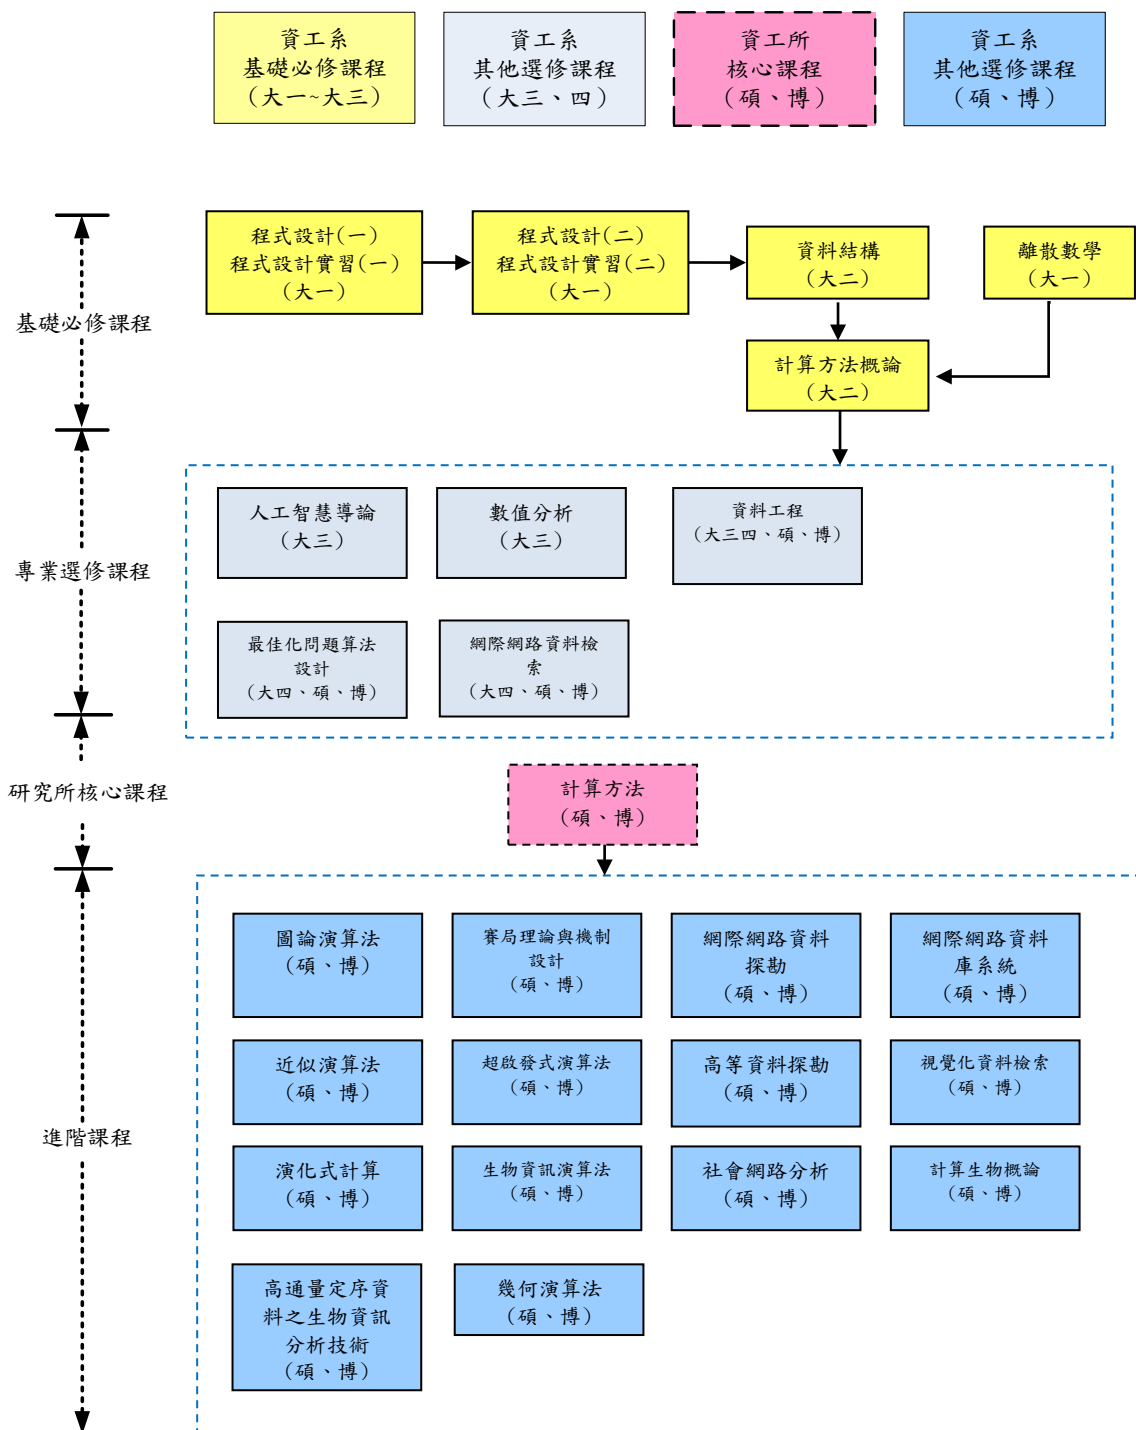 資工系
基礎必修課程
（大一~大三）
資工系
其他選修課程
（大三、四）
資工所
核心課程
（碩、博）
資工系
其他選修課程
（碩、博）
基礎必修課程
程式設計(一)
程式設計實習(一)
（大一）
程式設計(二)
程式設計實習(二)
（大一）
資料結構
（大二）
離散數學
（大一）
計算方法概論
（大二）
專業選修課程
人工智慧導論
（大三）
數值分析
（大三）
資料工程
（大三四、碩、博）
最佳化問題算法
設計
（大四、碩、博）
網際網路資料檢
索
（大四、碩、博）
研究所核心課程
計算方法
（碩、博）
進階課程
圖論演算法
（碩、博）
賽局理論與機制
設計
（碩、博）
網際網路資料
探勘
（碩、博）
網際網路資料
庫系統
（碩、博）
近似演算法
（碩、博）
超啟發式演算法
（碩、博）
高等資料探勘
（碩、博）
視覺化資料檢索
（碩、博）
演化式計算
（碩、博）
生物資訊演算法
（碩、博）
社會網路分析
（碩、博）
計算生物概論
（碩、博）
高通量定序資
料之生物資訊
分析技術
（碩、博）
幾何演算法
（碩、博）